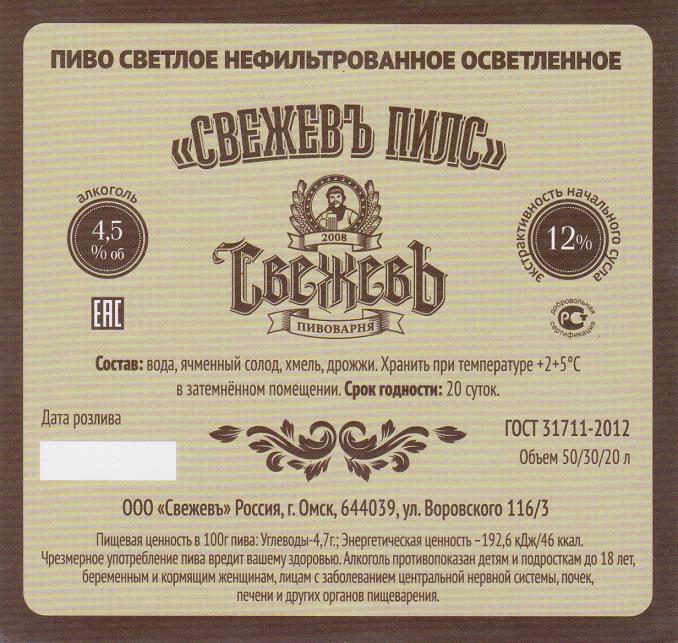 ПИВО СВЕТЛОЕ НЕФИЛЬТРОВАННОЕ ОСВЕТЛЕННОЕ
«СВЕЖЕВЪ ПИЛС»
алкоголь
4,5
% об
2008
СвежевЪ
ПИВОВАРНЯ
экстрактивность начального сусла
12%
ЕАС
добровольная
РСТ
сертификация
Состав: вода, ячменный солод, хмель, дрожжи. Хранить при температуре +2+5°С
в затемнённом помещении. Срок годности: 20 суток.
Дата розлива
ГОСТ 31711-2012
Объем 50/30/20 л
ООО «Свежевъ» Россия, г. Омск, 644039, ул. Воровского 116/3
Пищевая ценность в 100г пива: Углеводы-4,7г.; Энергетическая ценность –192,6 кДж/46 ккал.
Чрезмерное употребление пива вредит вашему здоровью. Алкоголь противопоказан детям и подросткам до 18 лет,
беременным и кормящим женщинам, лицам с заболеванием центральной нервной системы, почек,
печени и других органов пищеварения.